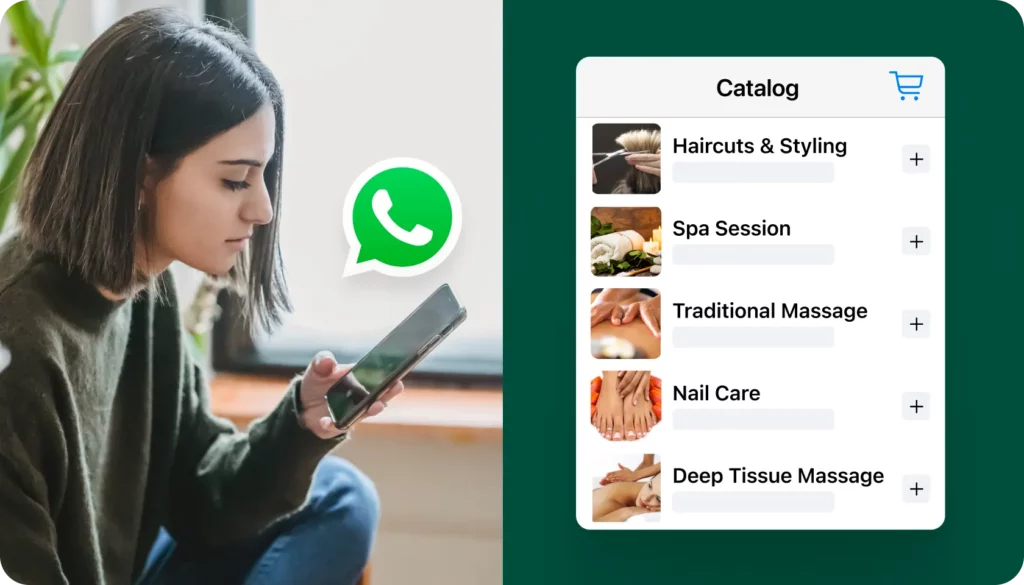 Catalog
Haircuts & Styling
Spa Session
Traditional Massage
Nail Care
Deep Tissue Massage